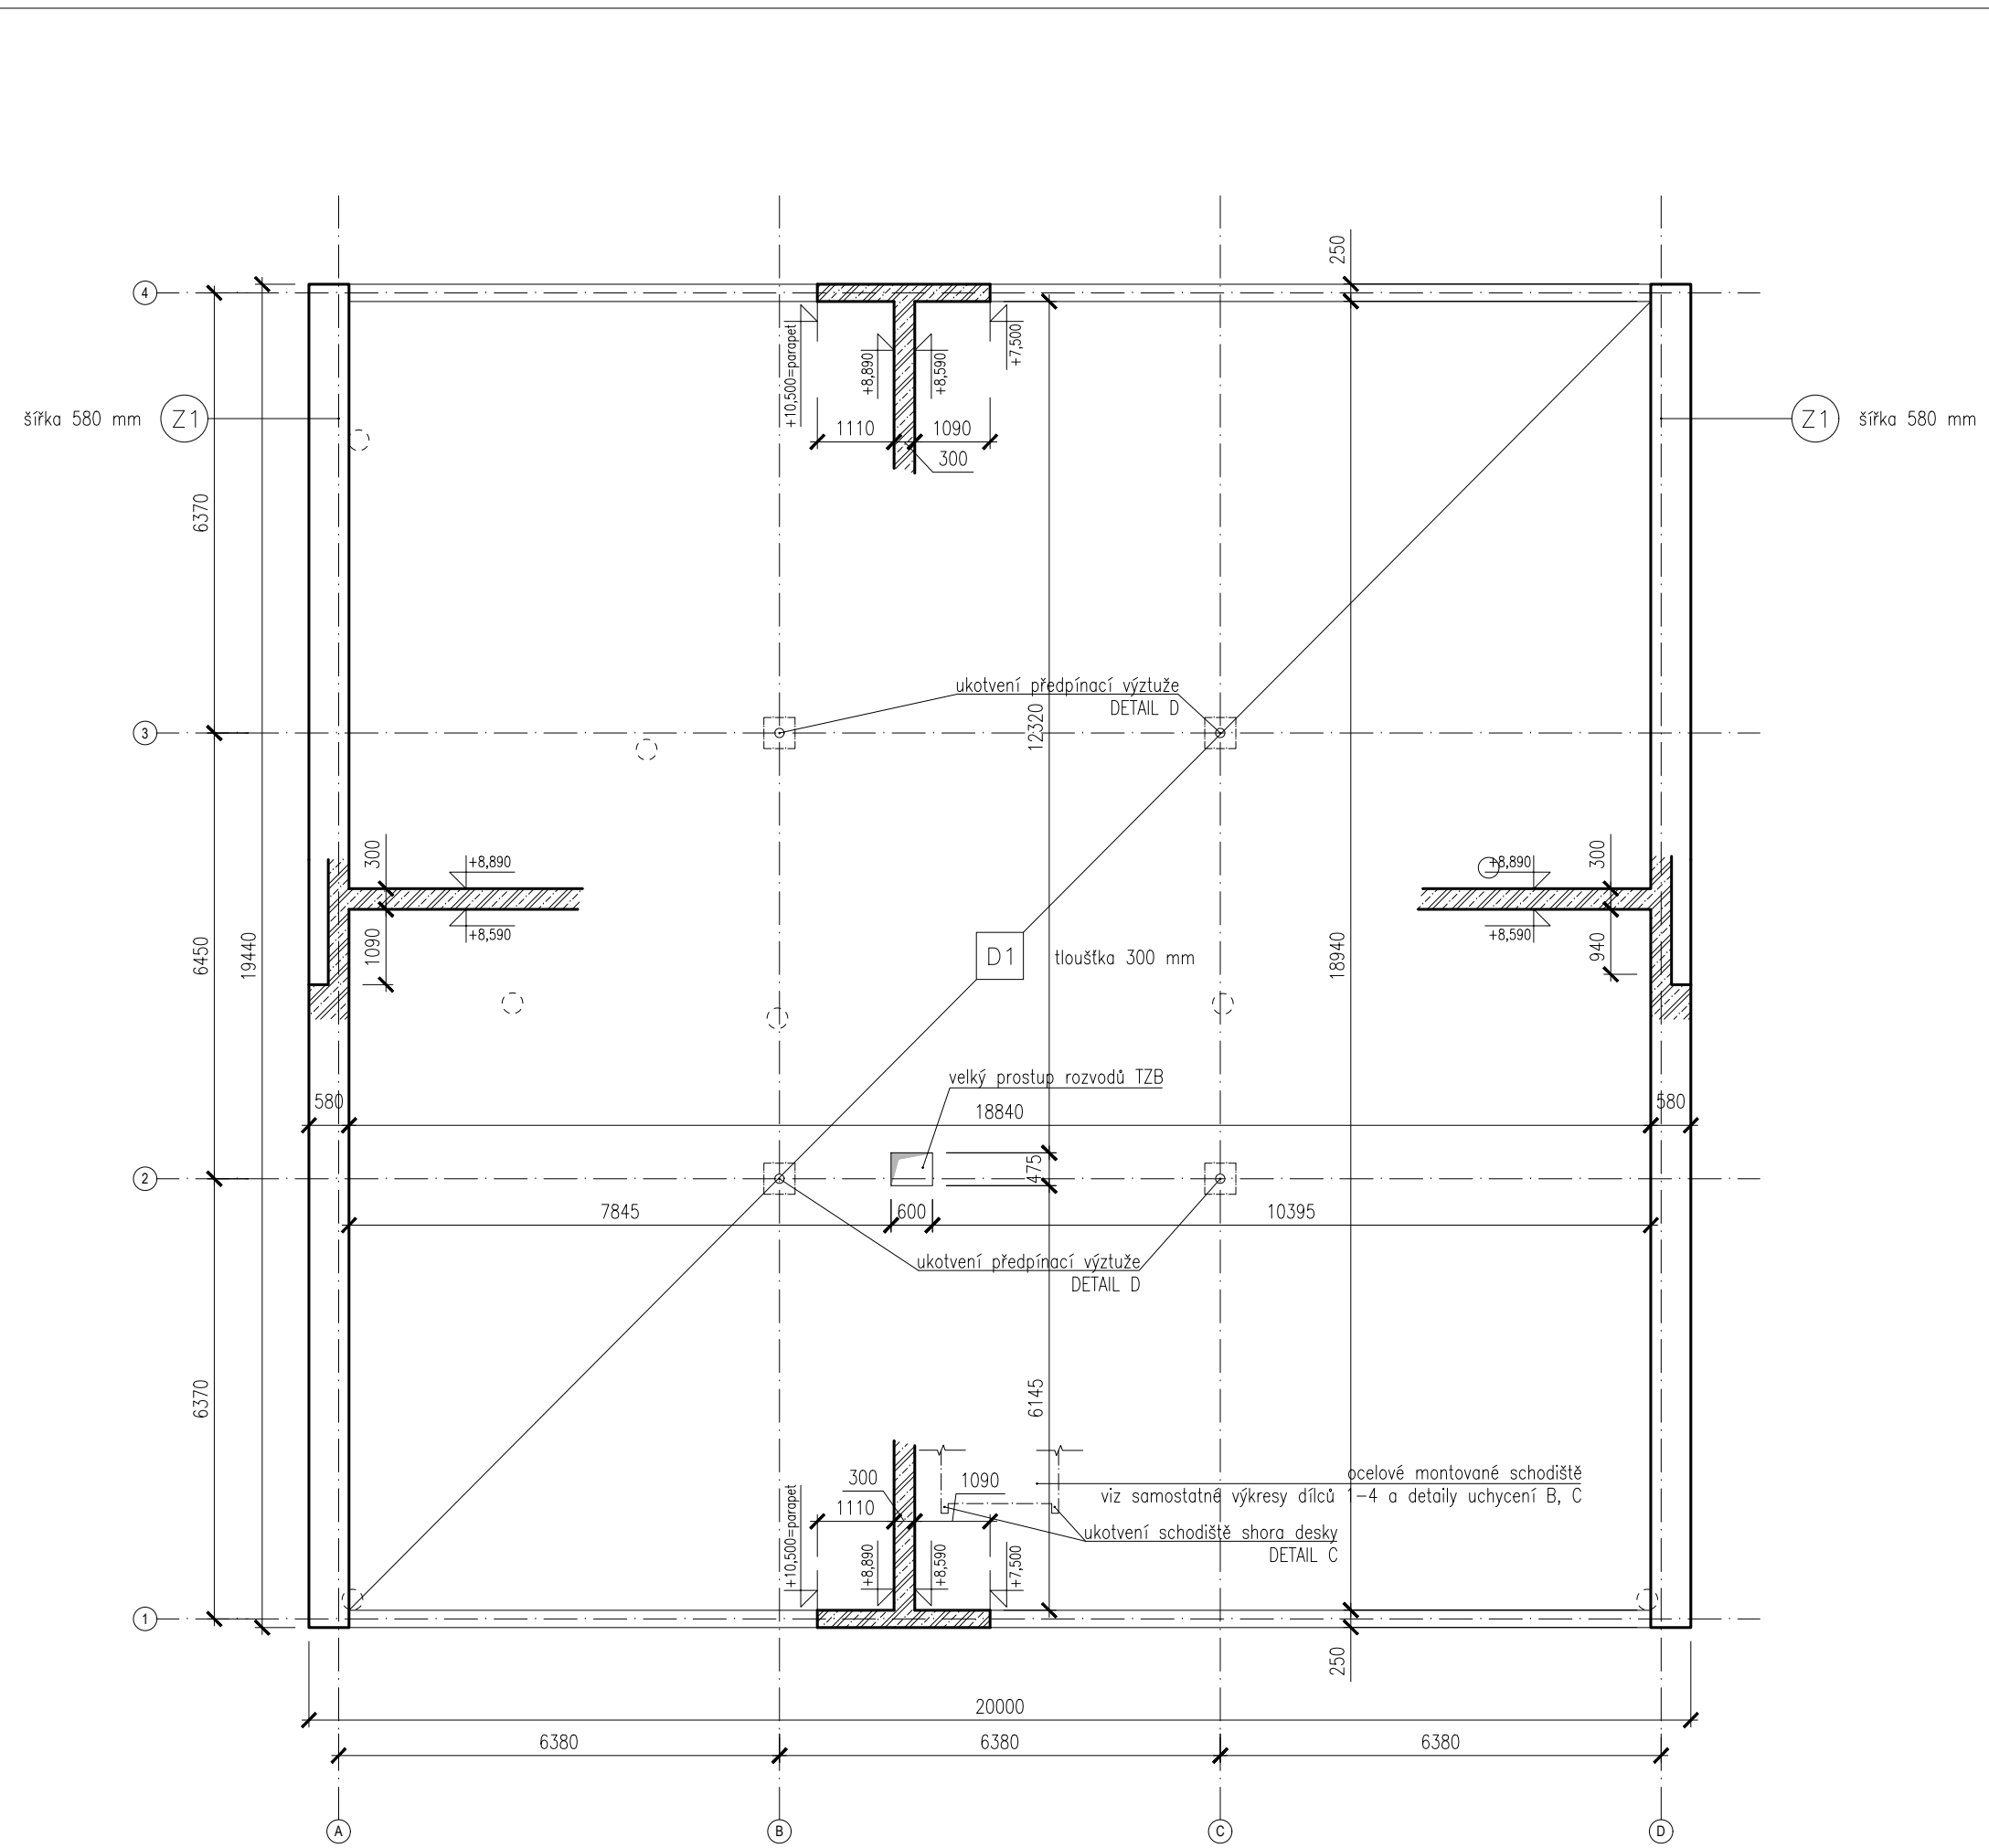 250
4
+10,500=parapet
+8,890
+8,590
+7,500
šířka 580 mm
Z1
Z1
šířka 580 mm
1110
1090
300
6370
ukotvení předpínací výztuže
DETAIL D
12320
3
300
+8,890
+8,890
300
6450
19440
1090
+8,590
D1
tloušťka 300 mm
18940
+8,590
940
velký prostup rozvodů TZB
580
18840
580
475
2
7845
600
10395
ukotvení předpínací výztuže
DETAIL D
6370
6145
300
1090
ocelové montované schodiště
viz samostatné výkresy dílců 1-4 a detaily uchycení B, C
1110
ukotvení schodiště shora desky
DETAIL C
+10,500=parapet
+8,890
+8,590
+7,500
1
250
20000
6380
6380
6380
A
B
C
D